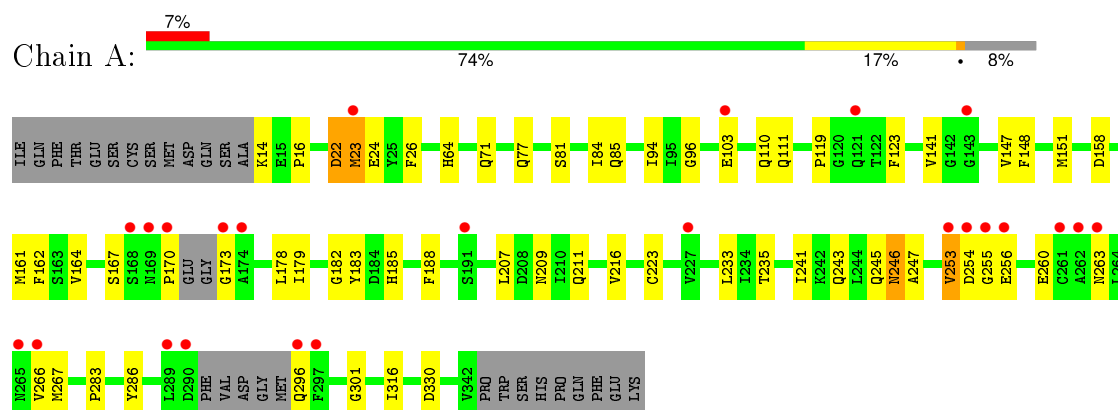 7%
Chain A:
74% 17% • 8%
ILE GLN PHE THR GLU SER CYS SER MET ASP GLN SER ALA K14 E15 P16 D22 M23 E24 Y25 F26 H64 Q71 Q77 S81 I84 Q85 I94 I95 G96 E103 Q110 Q111 P119 G120 Q121 T122 F123 V141 G142 G143 V147 F148 M151 D158
M161 F162 S163 V164 S167 S168 N169 P170 GLU GLY G173 A174 L178 I179 G182 Y183 D184 H185 F188 S191 L207 D208 N209 I210 Q211 V216 C223 V227 L233 I234 T235 I241 K242 Q243 L244 Q245 N246 A247 V253 D254 G255 E256 E260 C261 A262 N263 L264
N265 V266 M267 P283 Y286 L289 D290 PHE VAL ASP GLY MET Q296 F297 G301 I316 D330 V342 PRO TRP SER HIS PRO GLN PHE GLU LYS